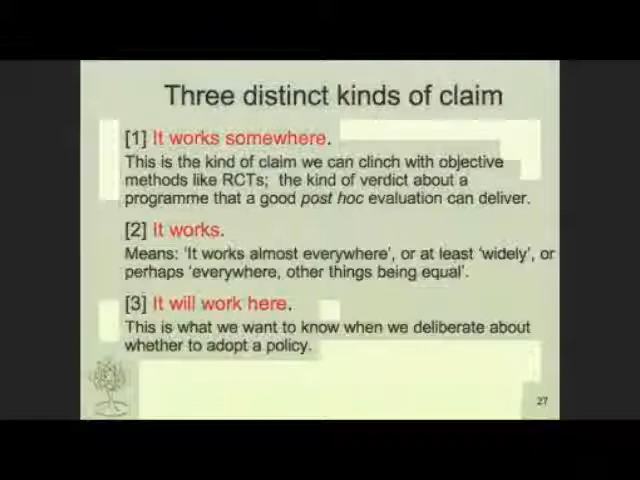 Three distinct kinds of claim
[1] It works somewhere.
This is the kind of claim we can clinch with objective
methods like RCTs; the kind of verdict about a
programme that a good post hoc evaluation can deliver.
[2] It works.
Means: ‘It works almost everywhere’, or at least ‘widely’, or
perhaps ‘everywhere, other things being equal’.
[3] It will work here.
This is what we want to know when we deliberate about
whether to adopt a policy.
27